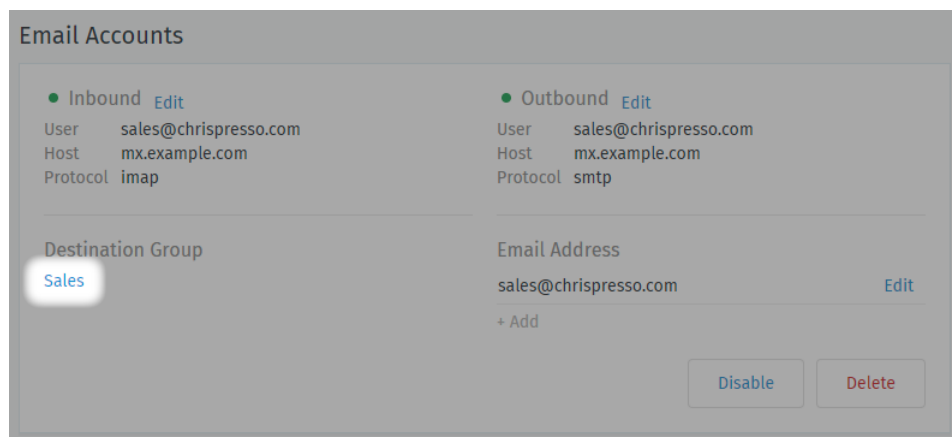 Email Accounts
Inbound Edit
User sales@chrispresso.com
Host mx.example.com
Protocol imap
Outbound Edit
User sales@chrispresso.com
Host mx.example.com
Protocol smtp
Destination Group
Sales
Email Address
sales@chrispresso.com Edit
+ Add
Disable Delete